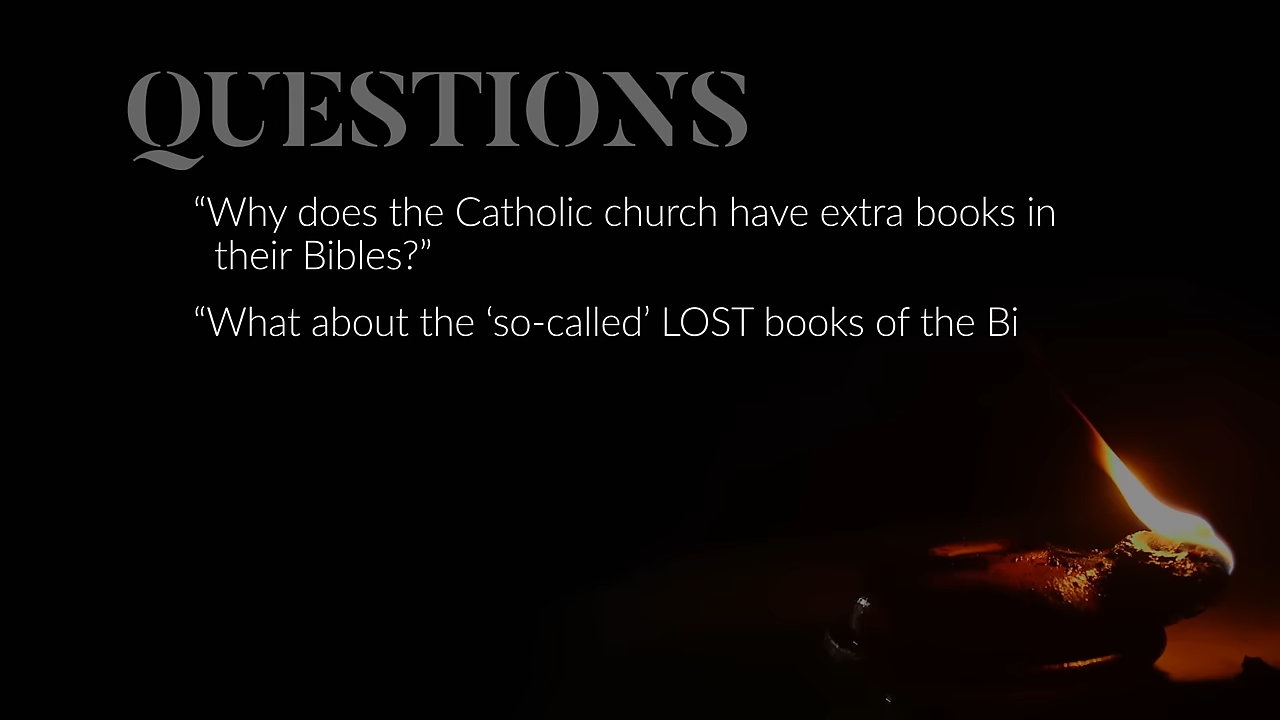 QUESTIONS
“Why does the Catholic church have extra books in
their Bibles?”
“What about the ‘so-called’ LOST books of the Bi